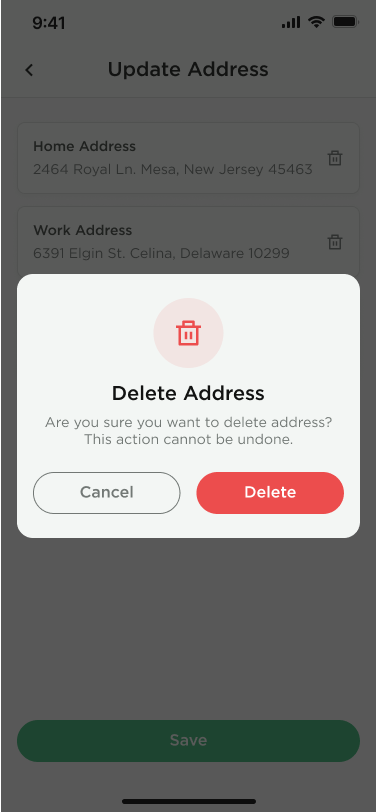 9:41
Update Address
Home Address
2464 Royal Ln. Mesa, New Jersey 45463
Work Address
6391 Elgin St. Celina, Delaware 10299
Delete Address
Are you sure you want to delete address?
This action cannot be undone.
Cancel
Delete
Save